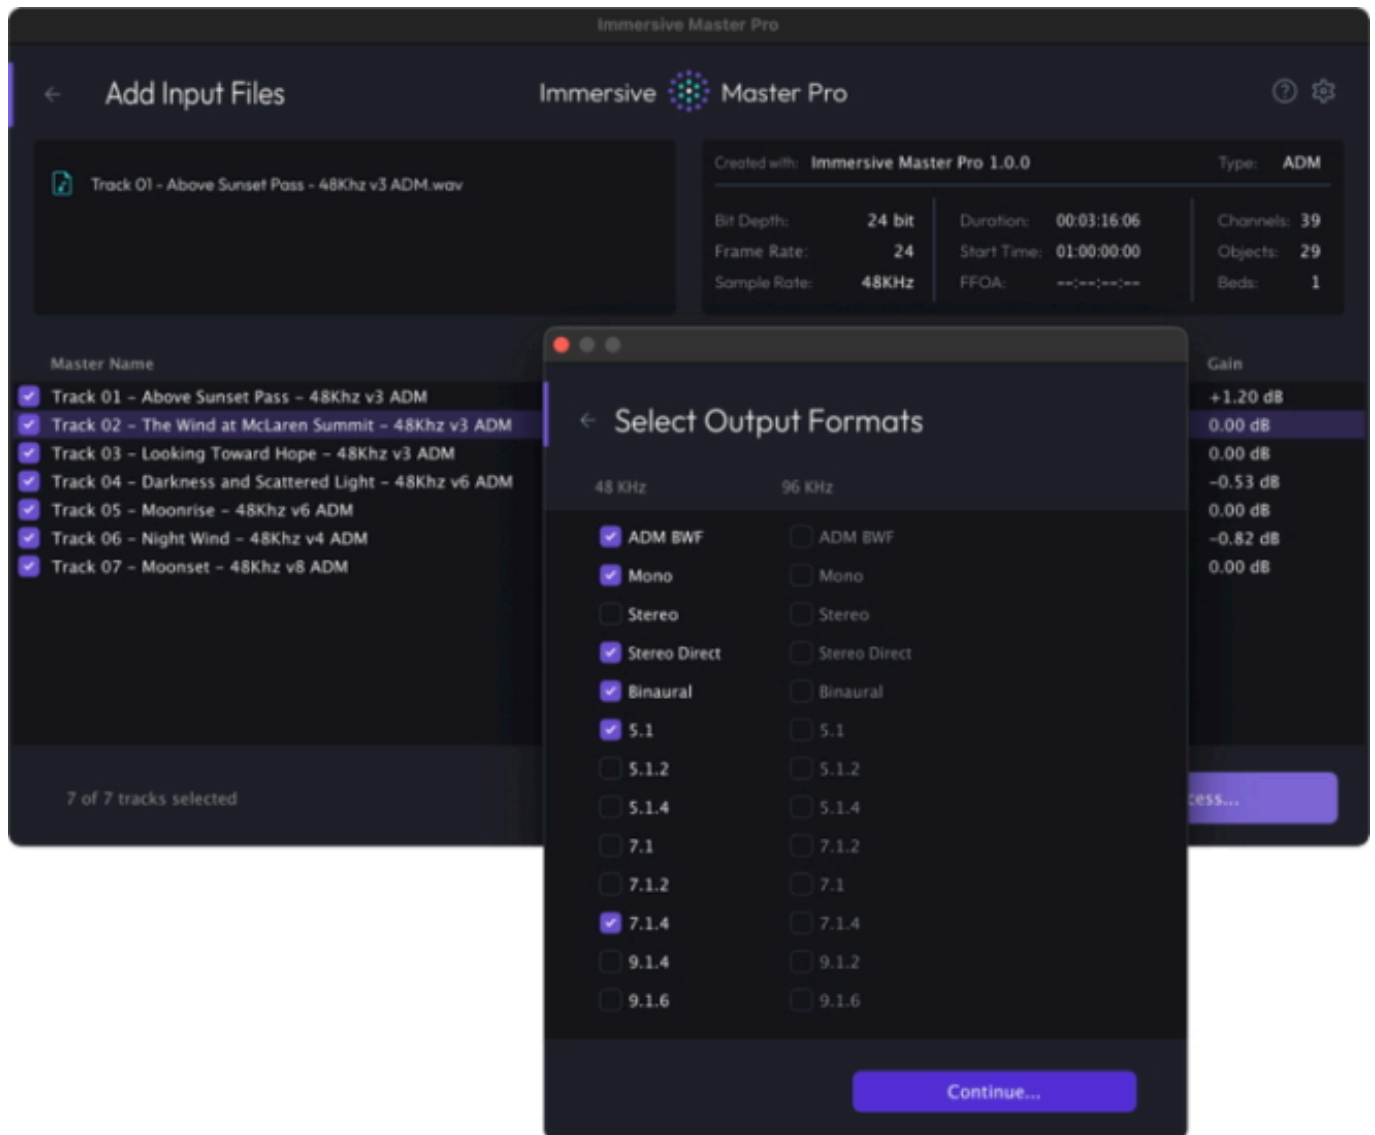 Immersive Master Pro
Add Input Files
Immersive Master Pro
Track 01 - Above Sunset Pass - 48Khz v3 ADM.wav
Created with: Immersive Master Pro 1.0.0 Type: ADM
Bit Depth: 24 bit Duration: 00:03:16:06 Channels: 39
Frame Rate: 24 Start Time: 01:00:00:00 Objects: 29
Sample Rate: 48KHz FFOA: --:--:--:-- Beds: 1
Master Name Gain
Track 01 - Above Sunset Pass - 48Khz v3 ADM +1.20 dB
Track 02 - The Wind at McLaren Summit - 48Khz v3 ADM 0.00 dB
Track 03 - Looking Toward Hope - 48Khz v3 ADM 0.00 dB
Track 04 - Darkness and Scattered Light - 48Khz v6 ADM -0.53 dB
Track 05 - Moonrise - 48Khz v6 ADM 0.00 dB
Track 06 - Night Wind - 48Khz v4 ADM -0.82 dB
Track 07 - Moonset - 48Khz v8 ADM 0.00 dB
7 of 7 tracks selected
cess...
Select Output Formats
48 KHz 96 KHz
ADM BWF ADM BWF
Mono Mono
Stereo Stereo
Stereo Direct Stereo Direct
Binaural Binaural
5.1 5.1
5.1.2 5.1.2
5.1.4 5.1.4
7.1 7.1.2
7.1.2 7.1
7.1.4 7.1.4
9.1.4 9.1.2
9.1.6 9.1.6
Continue...